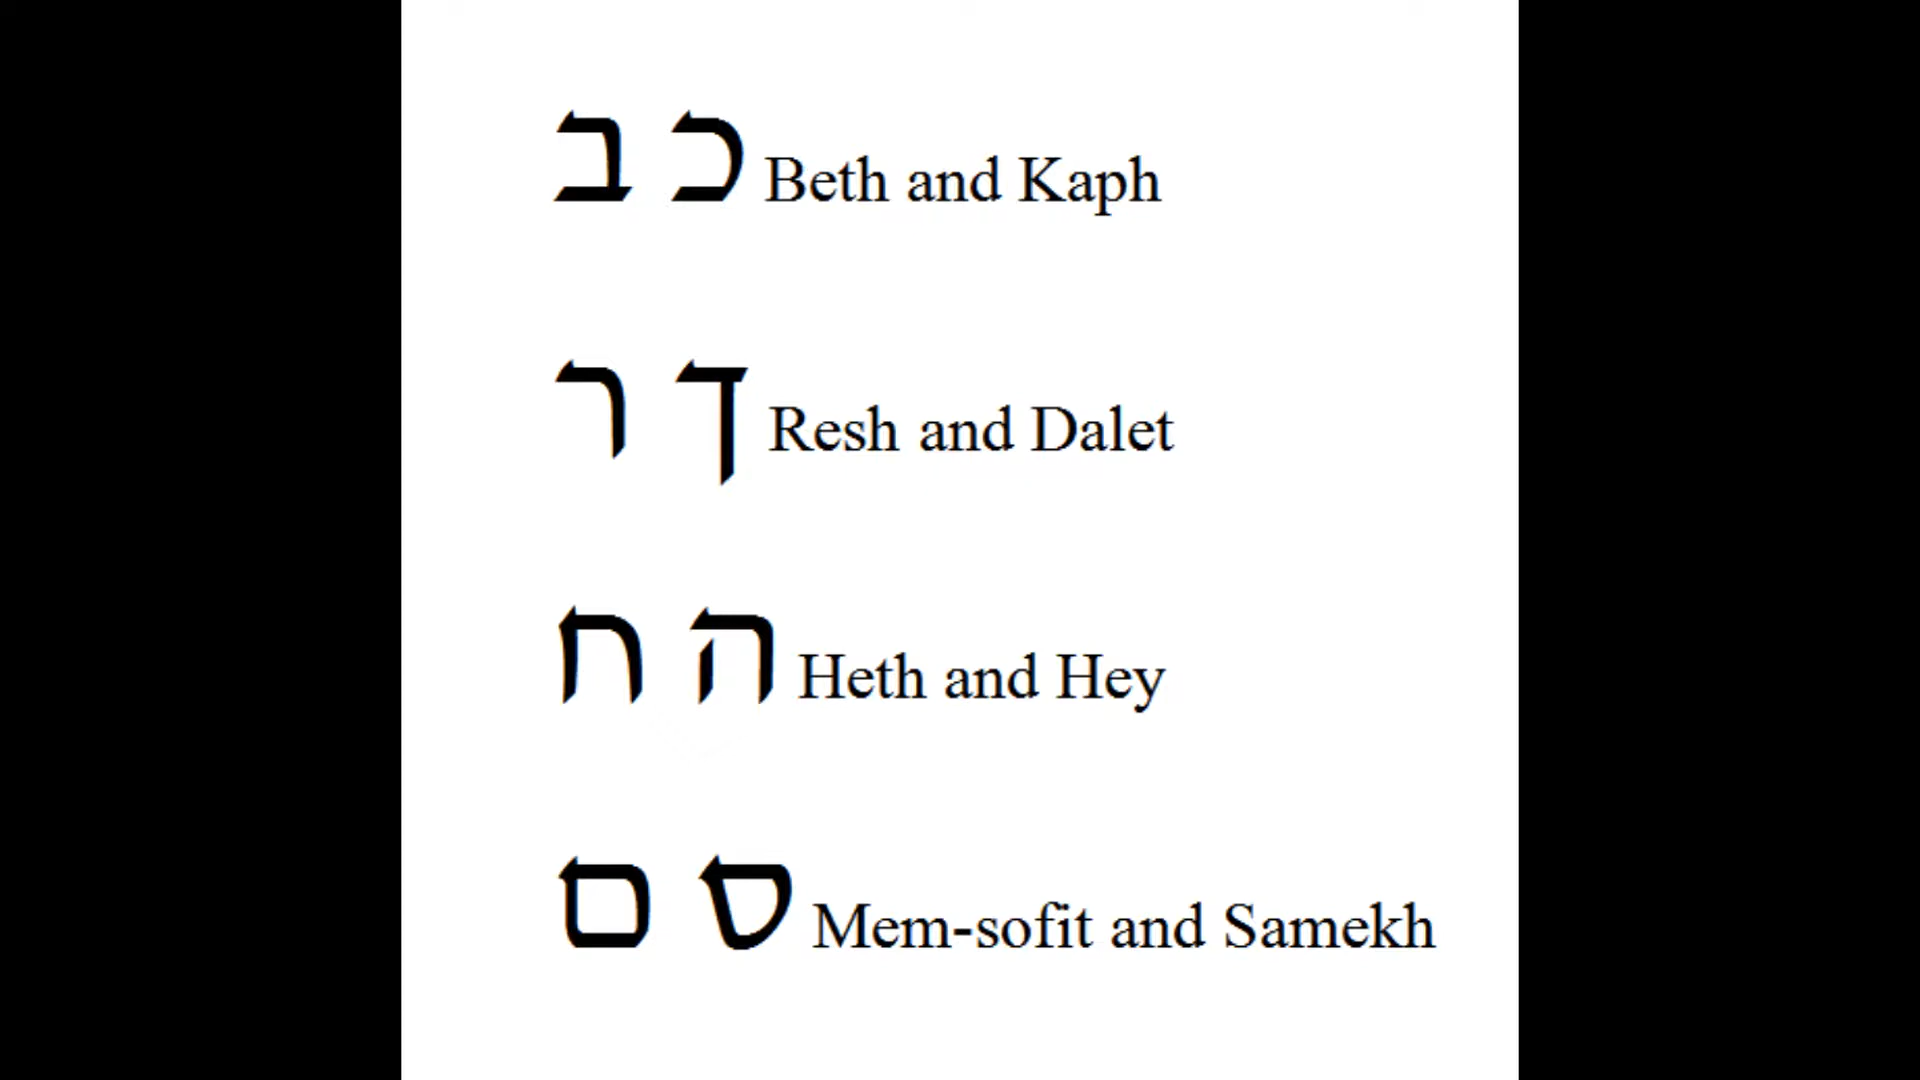 ב כ Beth and Kaph
ר ך Resh and Dalet
ח ה Heth and Hey
ם ס Mem-sofit and Samekh